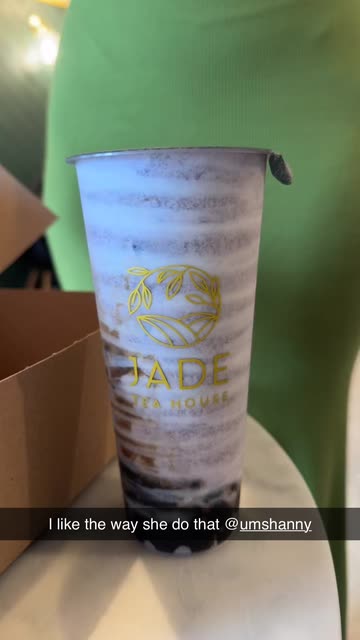 JADE
TEA HOUSE
I like the way she do that @umshanny